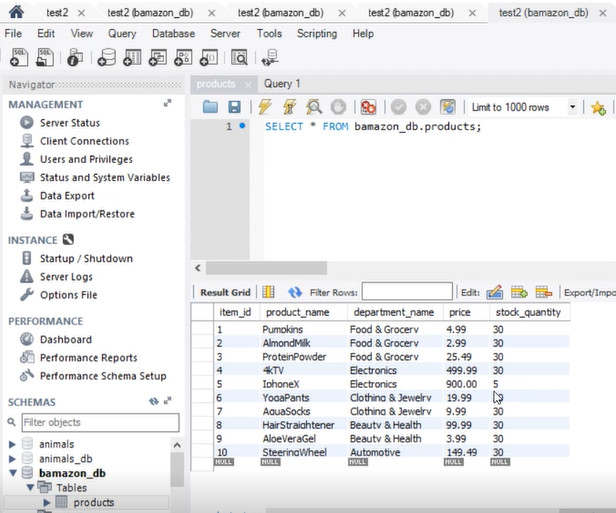 test2 test2 (bamazon_db) test2 (bamazon_db) test2 (bamazon_db) test2 (bamazon_db)
File Edit View Query Database Server Tools Scripting Help
Navigator
products Query 1
MANAGEMENT
Server Status
Client Connections
Users and Privileges
Status and System Variables
Data Export
Data Import/Restore
INSTANCE
Startup / Shutdown
Server Logs
Options File
PERFORMANCE
Dashboard
Performance Reports
Performance Schema Setup
SCHEMAS
Filter objects
animals
animals_db
bamazon_db
Tables
products
Limit to 1000 rows
1 SELECT * FROM bamazon_db.products;
Result Grid Filter Rows: Edit: Export/Impo
item_id product_name department_name price stock_quantity
1 Pumpkins Food & Grocery 4.99 30
2 AlmondMilk Food & Grocery 2.99 30
3 ProteinPowder Food & Grocery 25.49 30
4 4kTV Electronics 499.99 30
5 IphoneX Electronics 900.00 5
6 YogaPants Clothing & Jewelry 19.99
7 AquaSocks Clothing & Jewelry 9.99 30
8 HairStraightener Beauty & Health 99.99 30
9 AloeVeraGel Beauty & Health 3.99 30
10 SteeringWheel Automotive 149.49 30
NULL NULL NULL NULL NULL